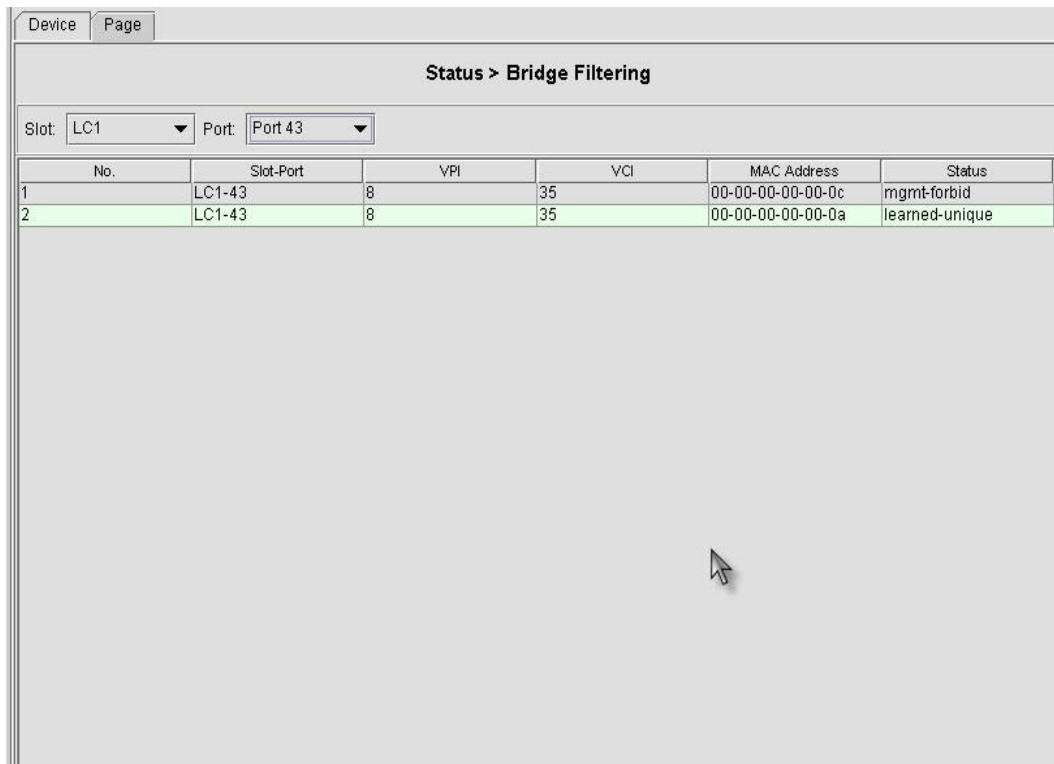 Device Page
Status > Bridge Filtering
Slot: LC1 Port: Port 43
No. Slot-Port VPI VCI MAC Address Status
1 LC1-43 8 35 00-00-00-00-00-0c mgmt-forbid
2 LC1-43 8 35 00-00-00-00-00-0a learned-unique